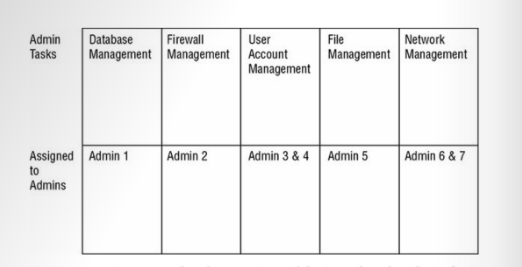 Admin Tasks
Database Management
Firewall Management
User Account Management
File Management
Network Management
Assigned to Admins
Admin 1
Admin 2
Admin 3 & 4
Admin 5
Admin 6 & 7